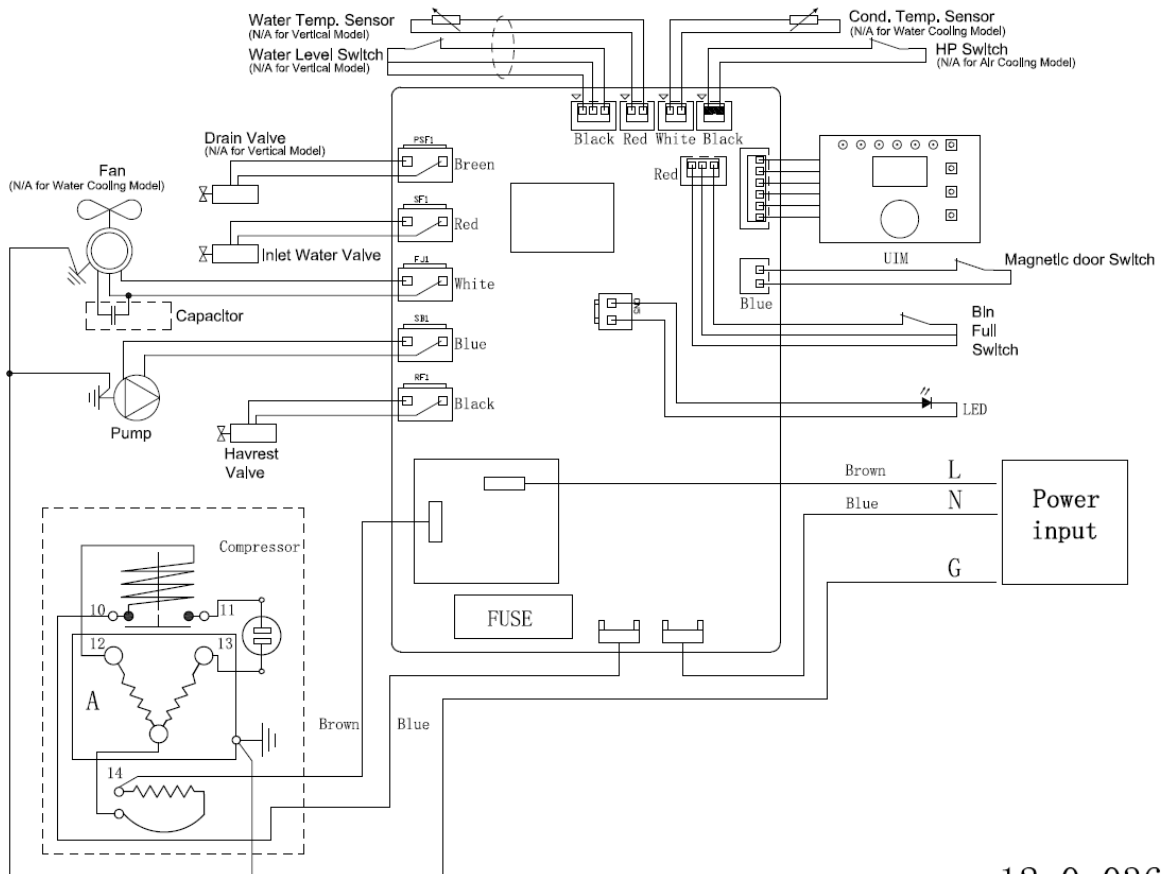 Water Temp. Sensor
(N/A for Vertical Model)
Water Level Switch
(N/A for Vertical Model)
Cond. Temp. Sensor
(N/A for Water Cooling Model)
HP Switch
(N/A for Air Cooling Model)
Black Red White Black
Drain Valve
(N/A for Vertical Model)
PSF1
Breen
Red
Fan
(N/A for Water Cooling Model)
SF1
Red
Inlet Water Valve
UIM
Magnetic door Switch
FJ1
White
Blue
Capacitor
GND
Bin
Full
Switch
SB1
Blue
Pump
RF1
Black
LED
Havrest
Valve
Brown L
Blue N
G
Power
input
Compressor
10
11
12
13
A
14
FUSE
Brown
Blue